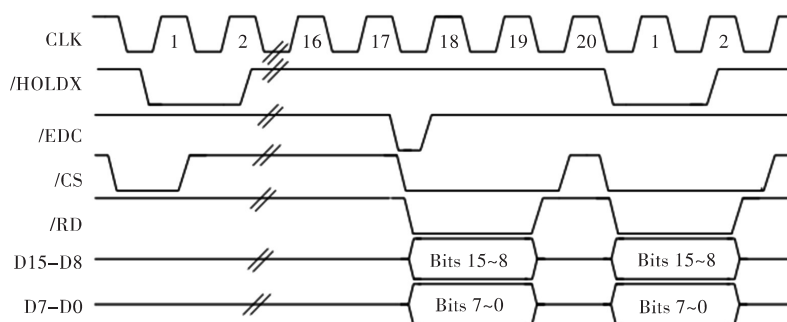 CLK 1 2 16 17 18 19 20 1 2
/HOLDX
/EDC
/CS
/RD
D15–D8 Bits 15~8 Bits 15~8
D7–D0 Bits 7~0 Bits 7~0